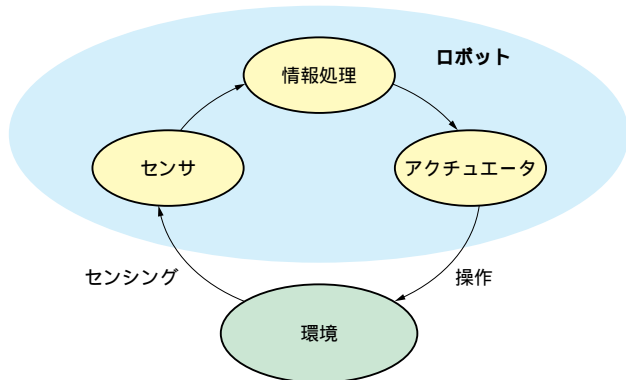 ロボット
情報処理
センサ
アクチュエータ
センシング
操作
環境